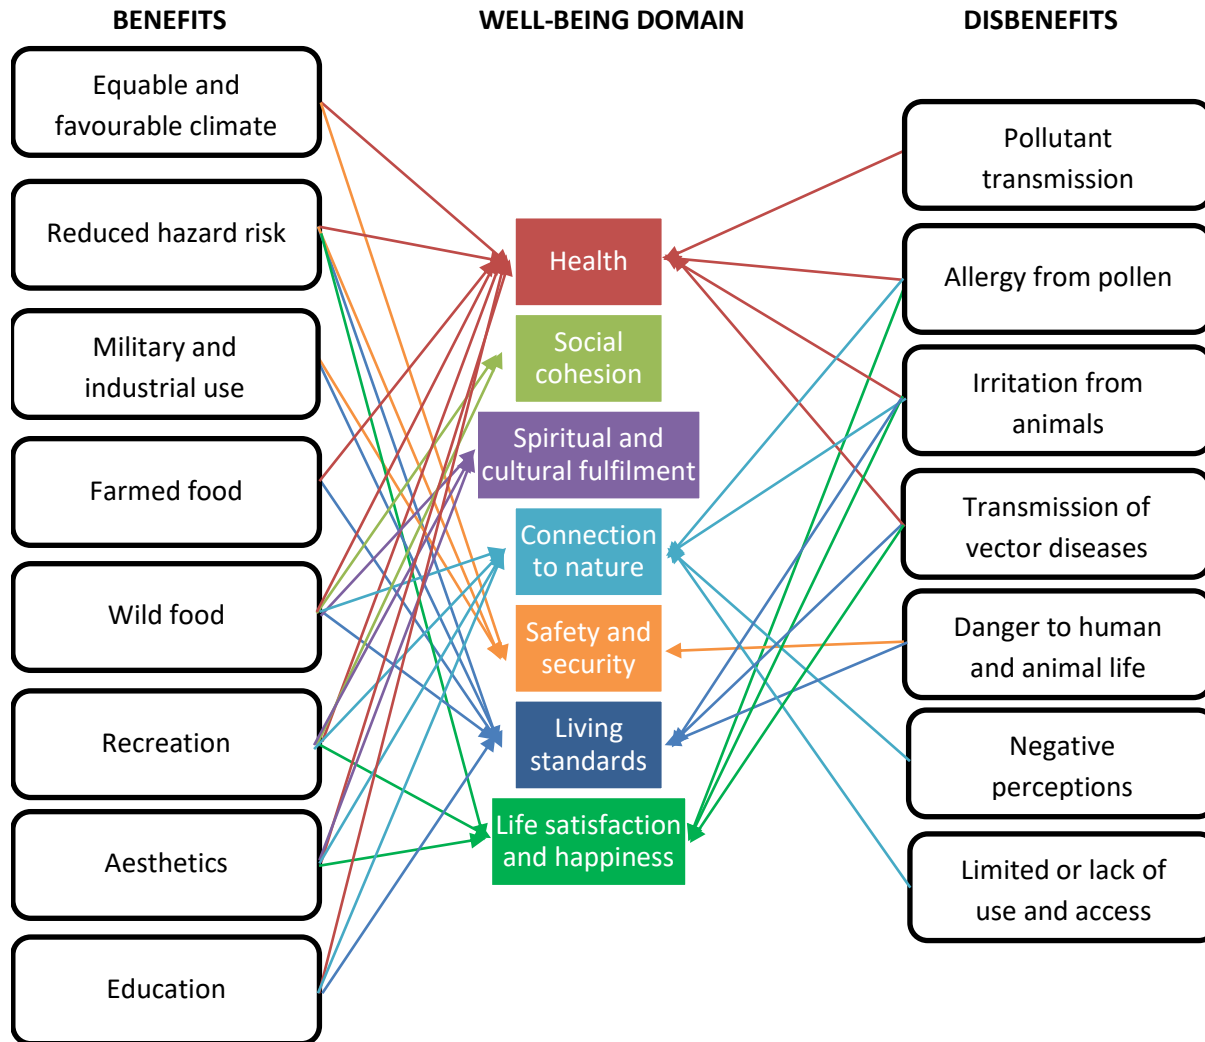 BENEFITS
WELL-BEING DOMAIN
DISBENEFITS
Equable and
favourable climate
Reduced hazard risk
Military and
industrial use
Farmed food
Wild food
Recreation
Aesthetics
Education
Health
Social
cohesion
Spiritual and
cultural fulfilment
Connection
to nature
Safety and
security
Living
standards
Life satisfaction
and happiness
Pollutant
transmission
Allergy from pollen
Irritation from
animals
Transmission of
vector diseases
Danger to human
and animal life
Negative
perceptions
Limited or lack of
use and access